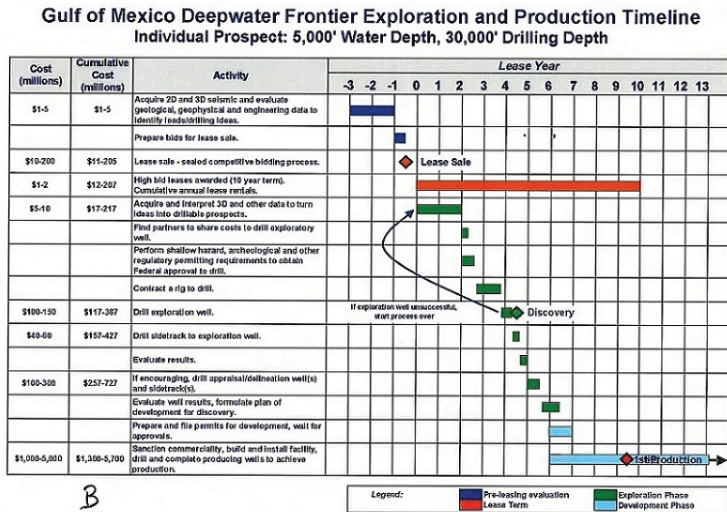 Gulf of Mexico Deepwater Frontier Exploration and Production Timeline
Individual Prospect: 5,000' Water Depth, 30,000' Drilling Depth
Cost (millions)
Cumulative Cost (millions)
Activity
Lease Year
-3 -2 -1 0 1 2 3 4 5 6 7 8 9 10 11 12 13
$1-5 $1-5 Acquire 2D and 3D seismic and evaluate
geological, geophysical and engineering data to
identify leads/drilling ideas.
Prepare bids for lease sale.
$10-200 $11-205 Lease sale - sealed competitive bidding process.
Lease Sale
$1-2 $12-207 High bid leases awarded (10 year term).
Cumulative annual lease rentals.
$5-10 $17-217 Acquire and interpret 3D and other data to turn
ideas into drillable prospects.
Find partners to share costs to drill exploratory
well.
Perform shallow hazard, archeological and other
regulatory permitting requirements to obtain
Federal approval to drill.
Contract a rig to drill.
$100-150 $117-367 Drill exploration well.
If exploration well unsuccessful,
start process over
Discovery
$40-60 $157-427 Drill sidetrack to exploration well.
Evaluate results.
$100-300 $257-727 If encouraging, drill appraisal/delineation well(s)
and sidetrack(s).
Evaluate well results, formulate plan of
development for discovery.
Prepare and file permits for development, wait for
approvals.
$1,000-5,000 $1,300-5,700 Sanction commerciality, build and install facility,
drill and complete producing wells to achieve
production.
1st Production
B
Legend:
Pre-leasing evaluation
Lease Term
Exploration Phase
Development Phase